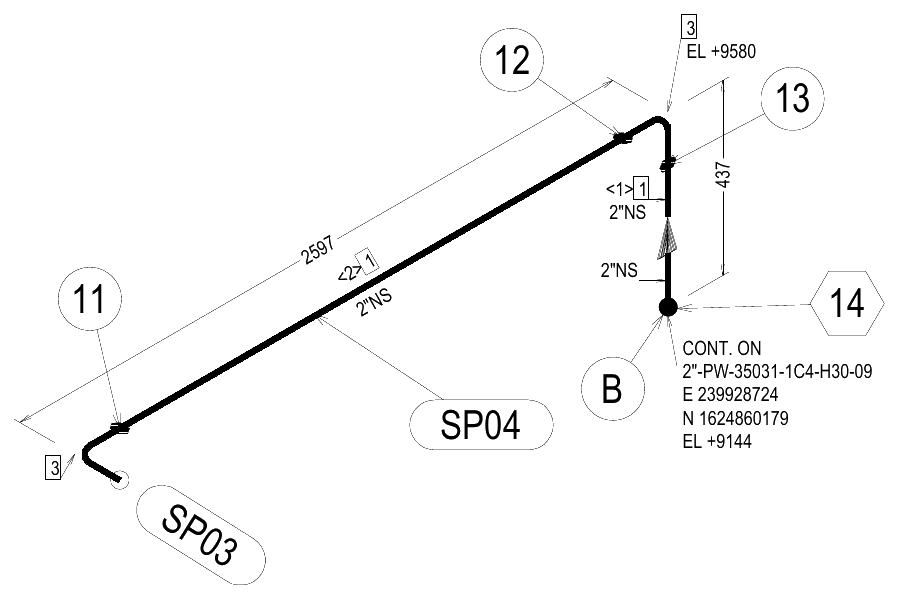 3
EL +9580
12
13
437
<1> 1
2"NS
2597
<2> 1
2"NS
2"NS
11
14
B
CONT. ON
2"-PW-35031-1C4-H30-09
E 239928724
N 1624860179
EL +9144
SP04
3
SP03